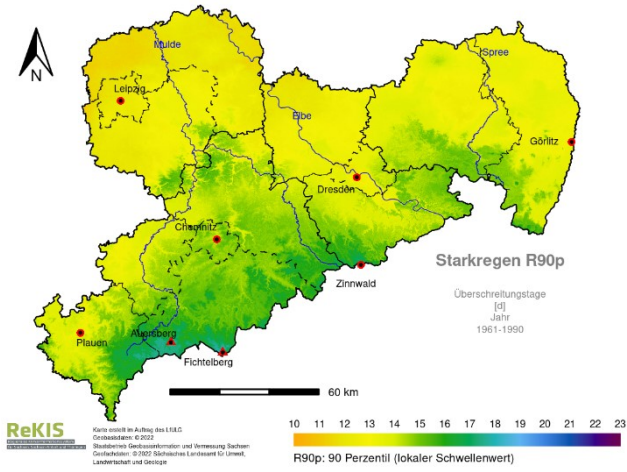 Mulde
Spree
Leipzig
Elbe
Görlitz
Dresden
Chemnitz
Starkregen R90p
Zinnwald
Überschreitungstage
[d]
Jahr
1961-1990
Plauen
Auersberg
Fichtelberg
60 km
N
ReKIS
Karte erstellt im Auftrag des LfULG.
Geobasisdaten: © 2022
Staatsbetrieb Geobasisinformation und Vermessung Sachsen
Geofachdaten: © 2022 Sächsisches Landesamt für Umwelt,
Landwirtschaft und Geologie
10 11 12 13 14 15 16 17 18 19 20 21 22 23
R90p: 90 Perzentil (lokaler Schwellenwert)